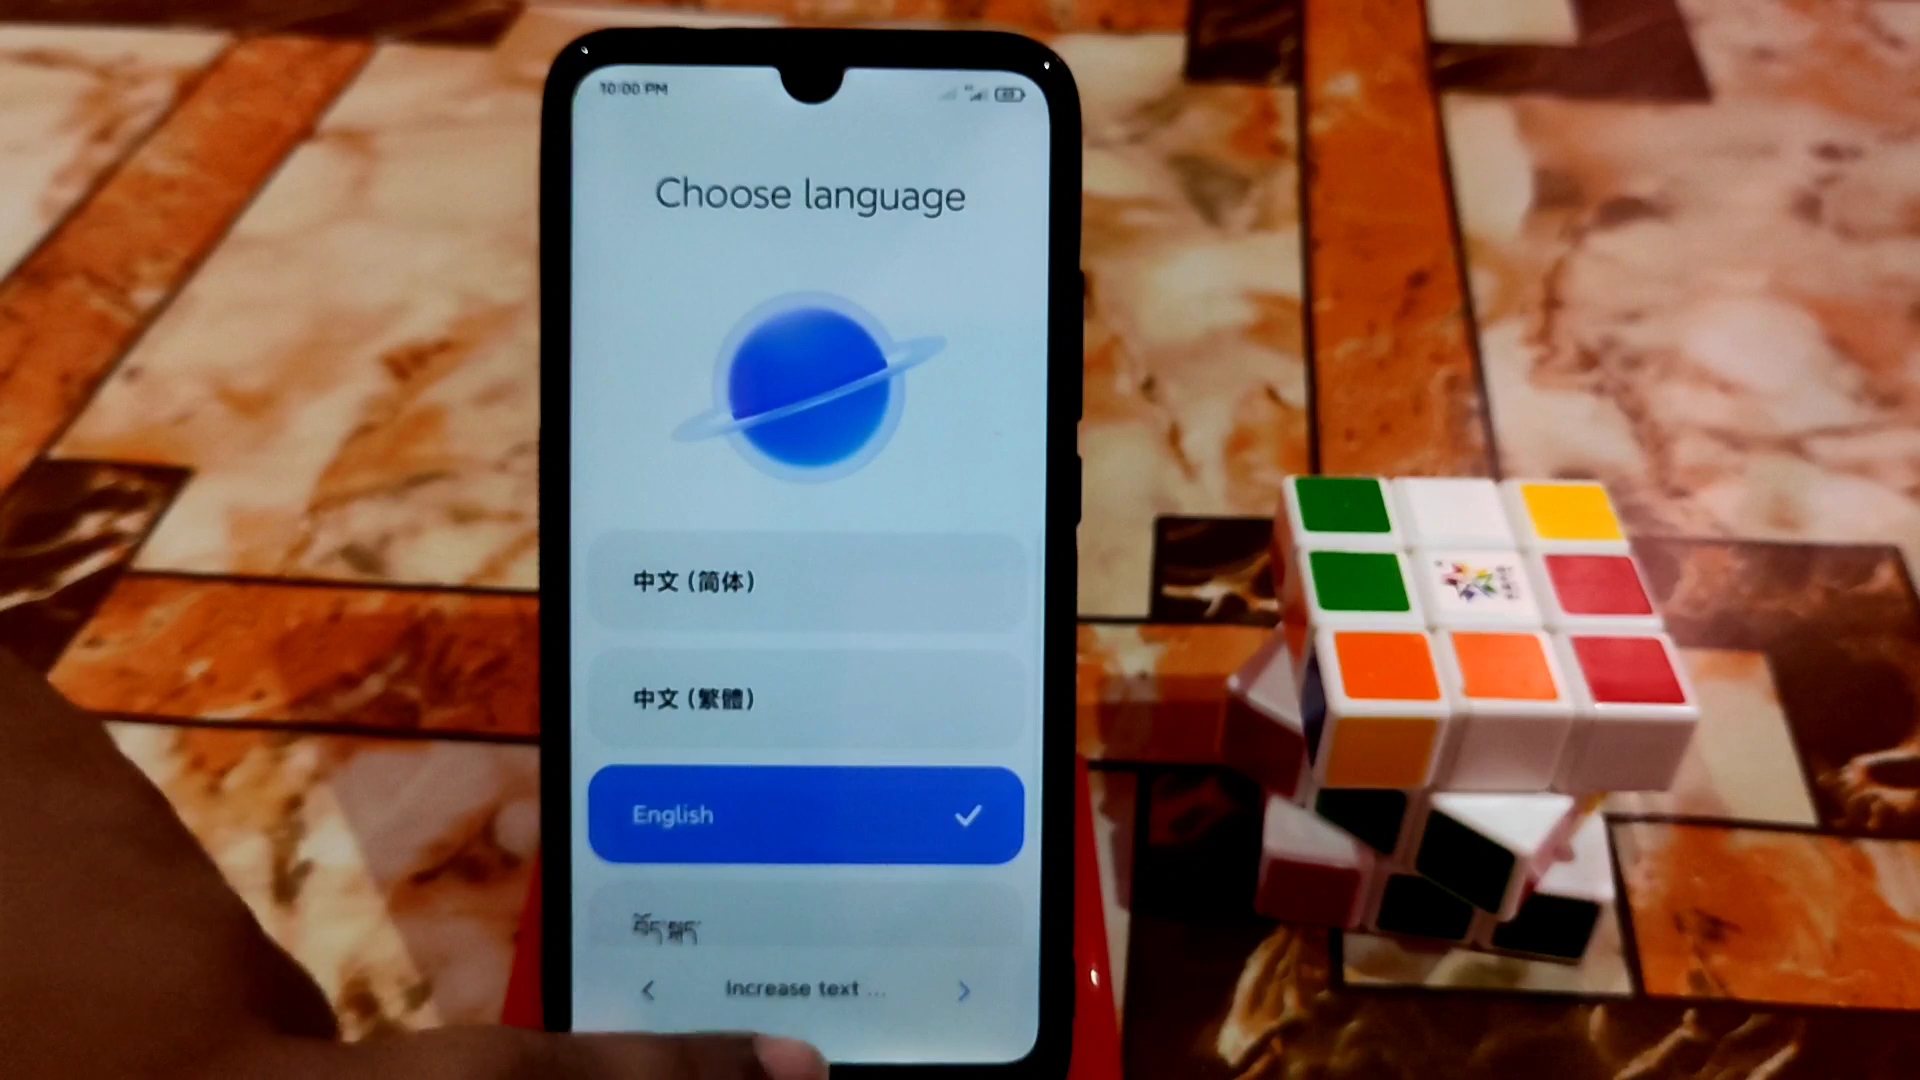 10:00 PM
Choose language
中文 (简体)
中文 (繁體)
English
བོད་སྐད་
Increase text ...